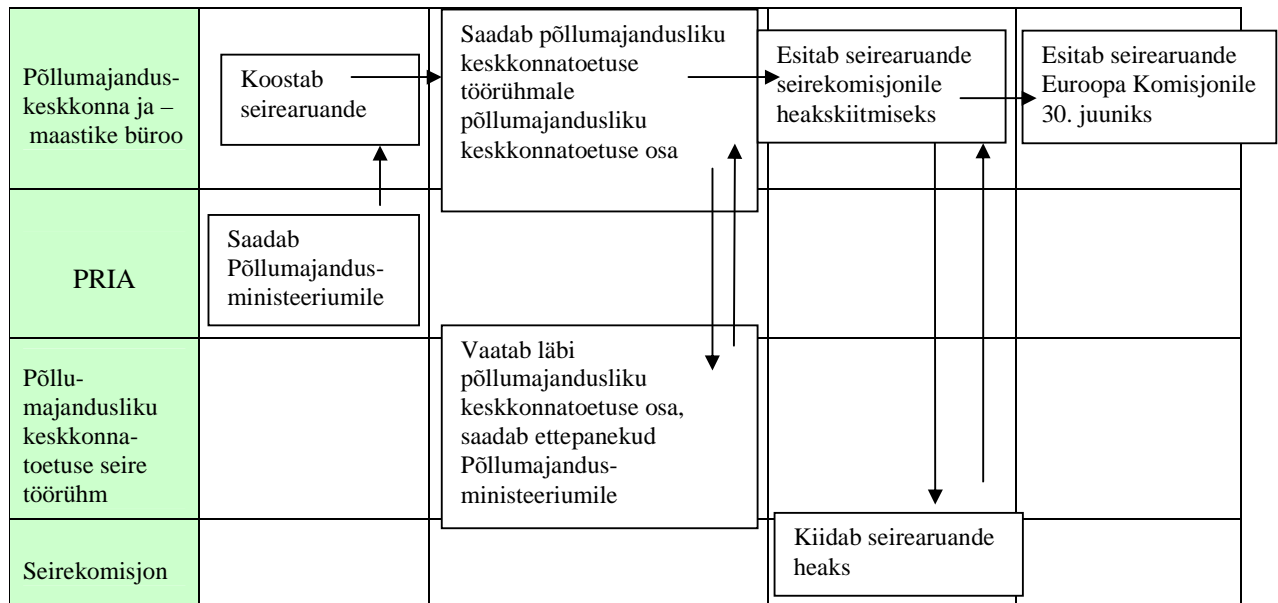 Põllumajandus-
keskkonna ja –
maastike büroo
Koostab
seirearuande
Saadab põllumajandusliku
keskkonnatoetuse
töörühmale
põllumajandusliku
keskkonnatoetuse osa
Esitab seirearuande
seirekomisjonile
heakskiitmiseks
Esitab seirearuande
Euroopa Komisjonile
30. juuniks
PRIA
Saadab
Põllumajandus-
ministeeriumile
Põllu-
majandusliku
keskkonna-
toetuse seire
töörühm
Vaatab läbi
põllumajandusliku
keskkonnatoetuse osa,
saadab ettepanekud
Põllumajandus-
ministeeriumile
Seirekomisjon
Kiidab seirearuande
heaks